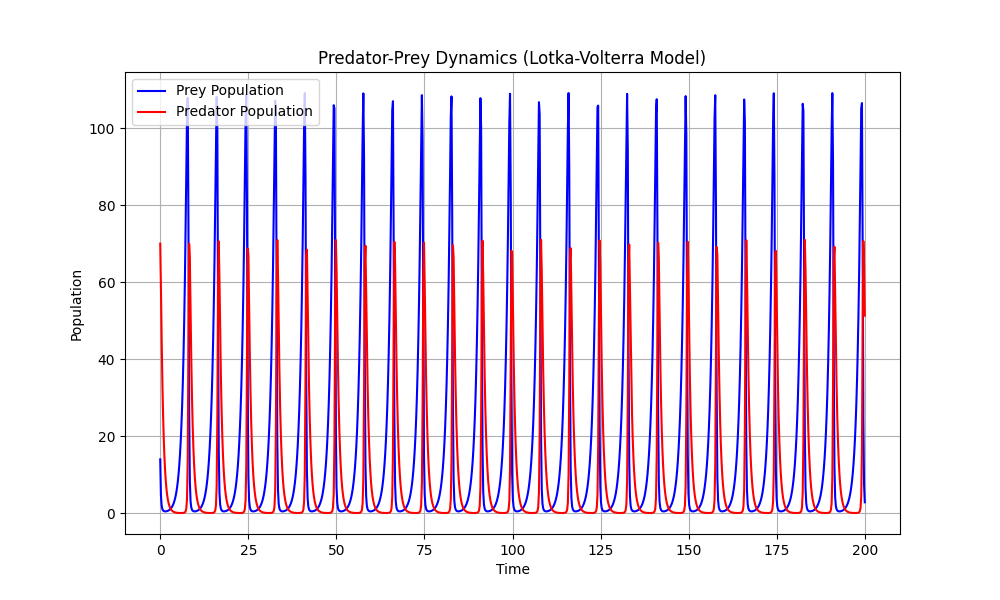 Predator-Prey Dynamics (Lotka-Volterra Model)
Prey Population
Predator Population
Population
100
80
60
40
20
0
0 25 50 75 100 125 150 175 200
Time